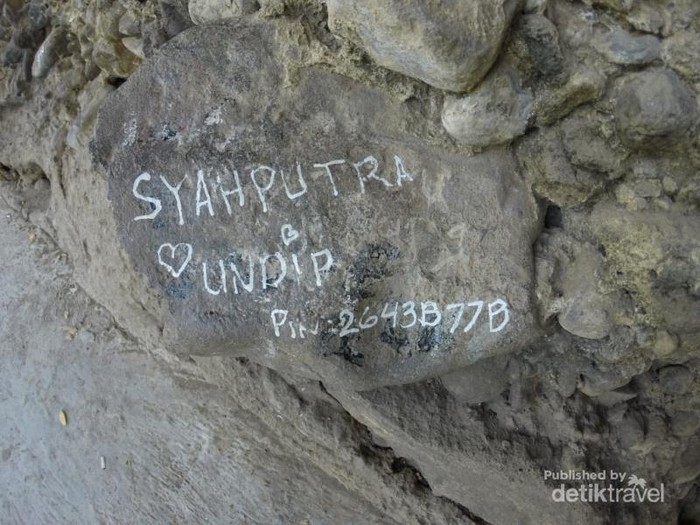 SYAHPUTRA
♡ UNDiP
Pin 2643B77B
Published by
detiktravel